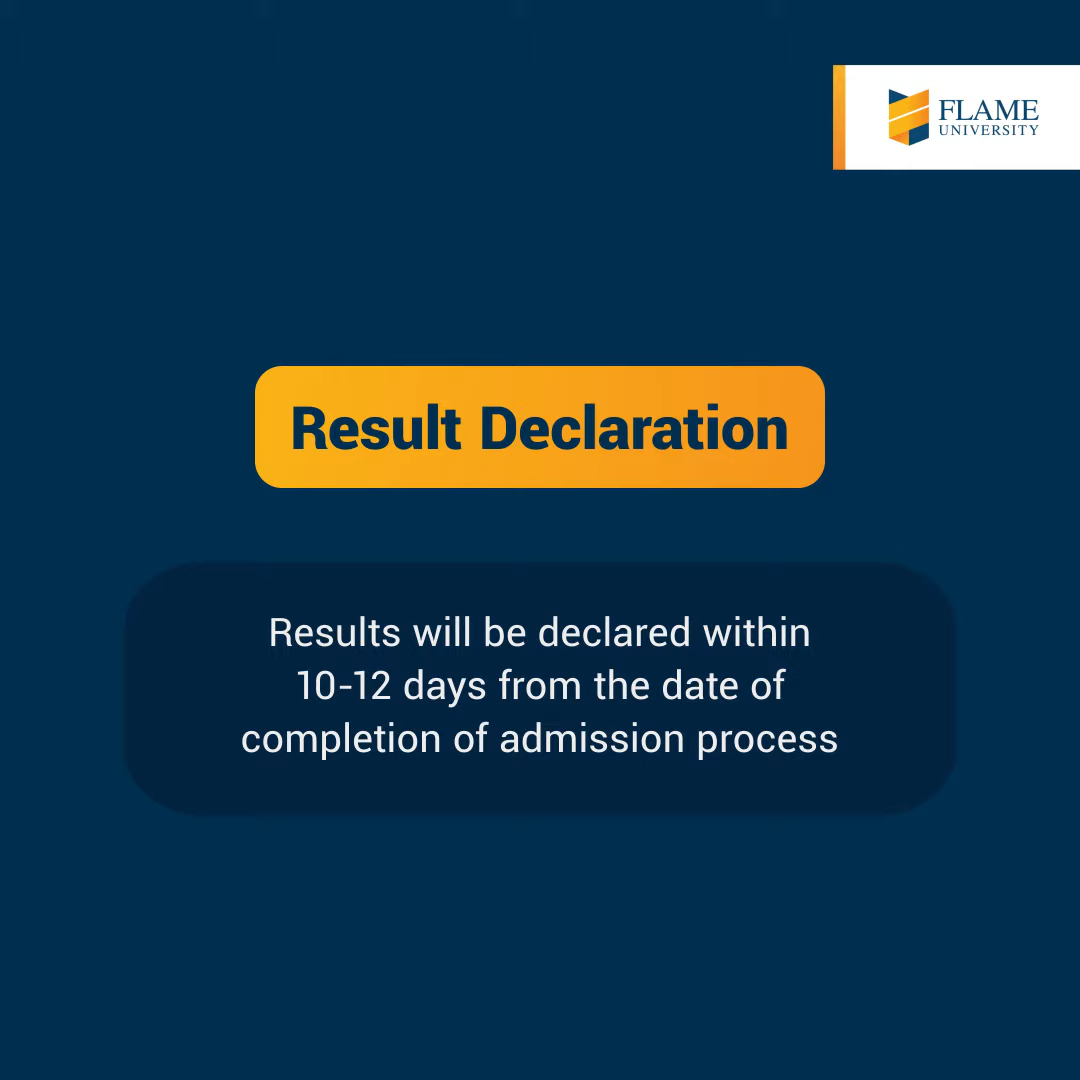 FLAME
UNIVERSITY
Result Declaration
Results will be declared within
10-12 days from the date of
completion of admission process